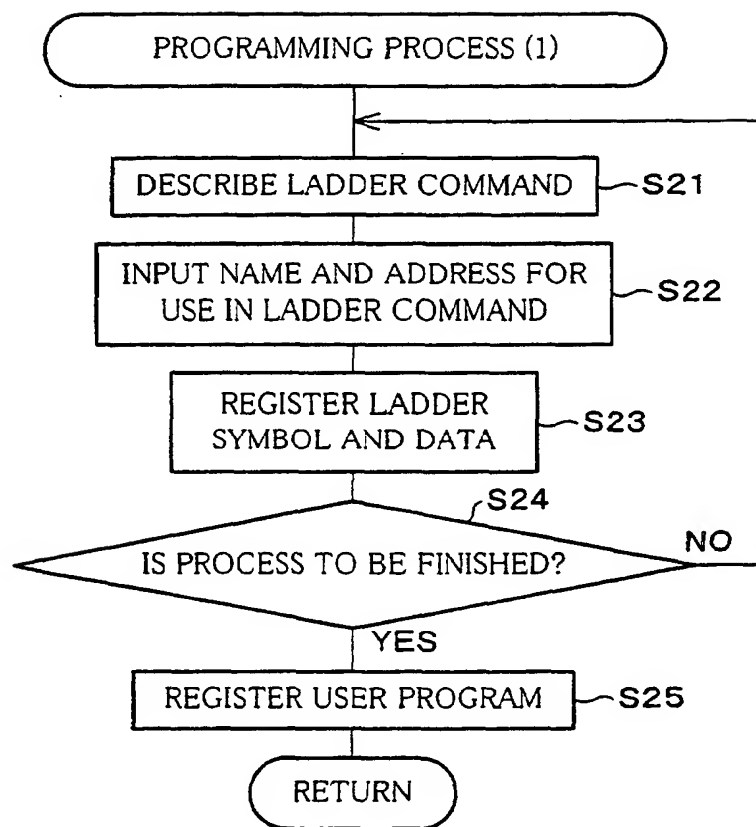 PROGRAMMING PROCESS (1)
DESCRIBE LADDER COMMAND
S21
INPUT NAME AND ADDRESS FOR
USE IN LADDER COMMAND
S22
REGISTER LADDER
SYMBOL AND DATA
S23
S24
IS PROCESS TO BE FINISHED?
NO
YES
REGISTER USER PROGRAM
S25
RETURN